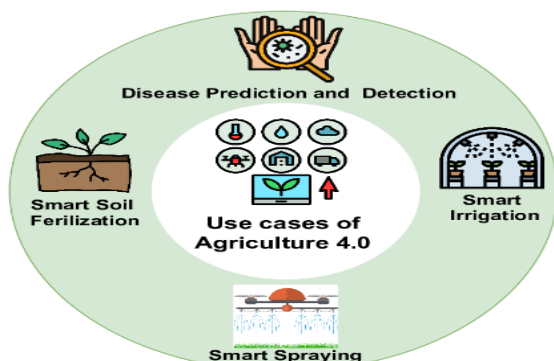 Disease Prediction and Detection
Smart Soil
Ferilization
Use cases of
Agriculture 4.0
Smart
Irrigation
Smart Spraying